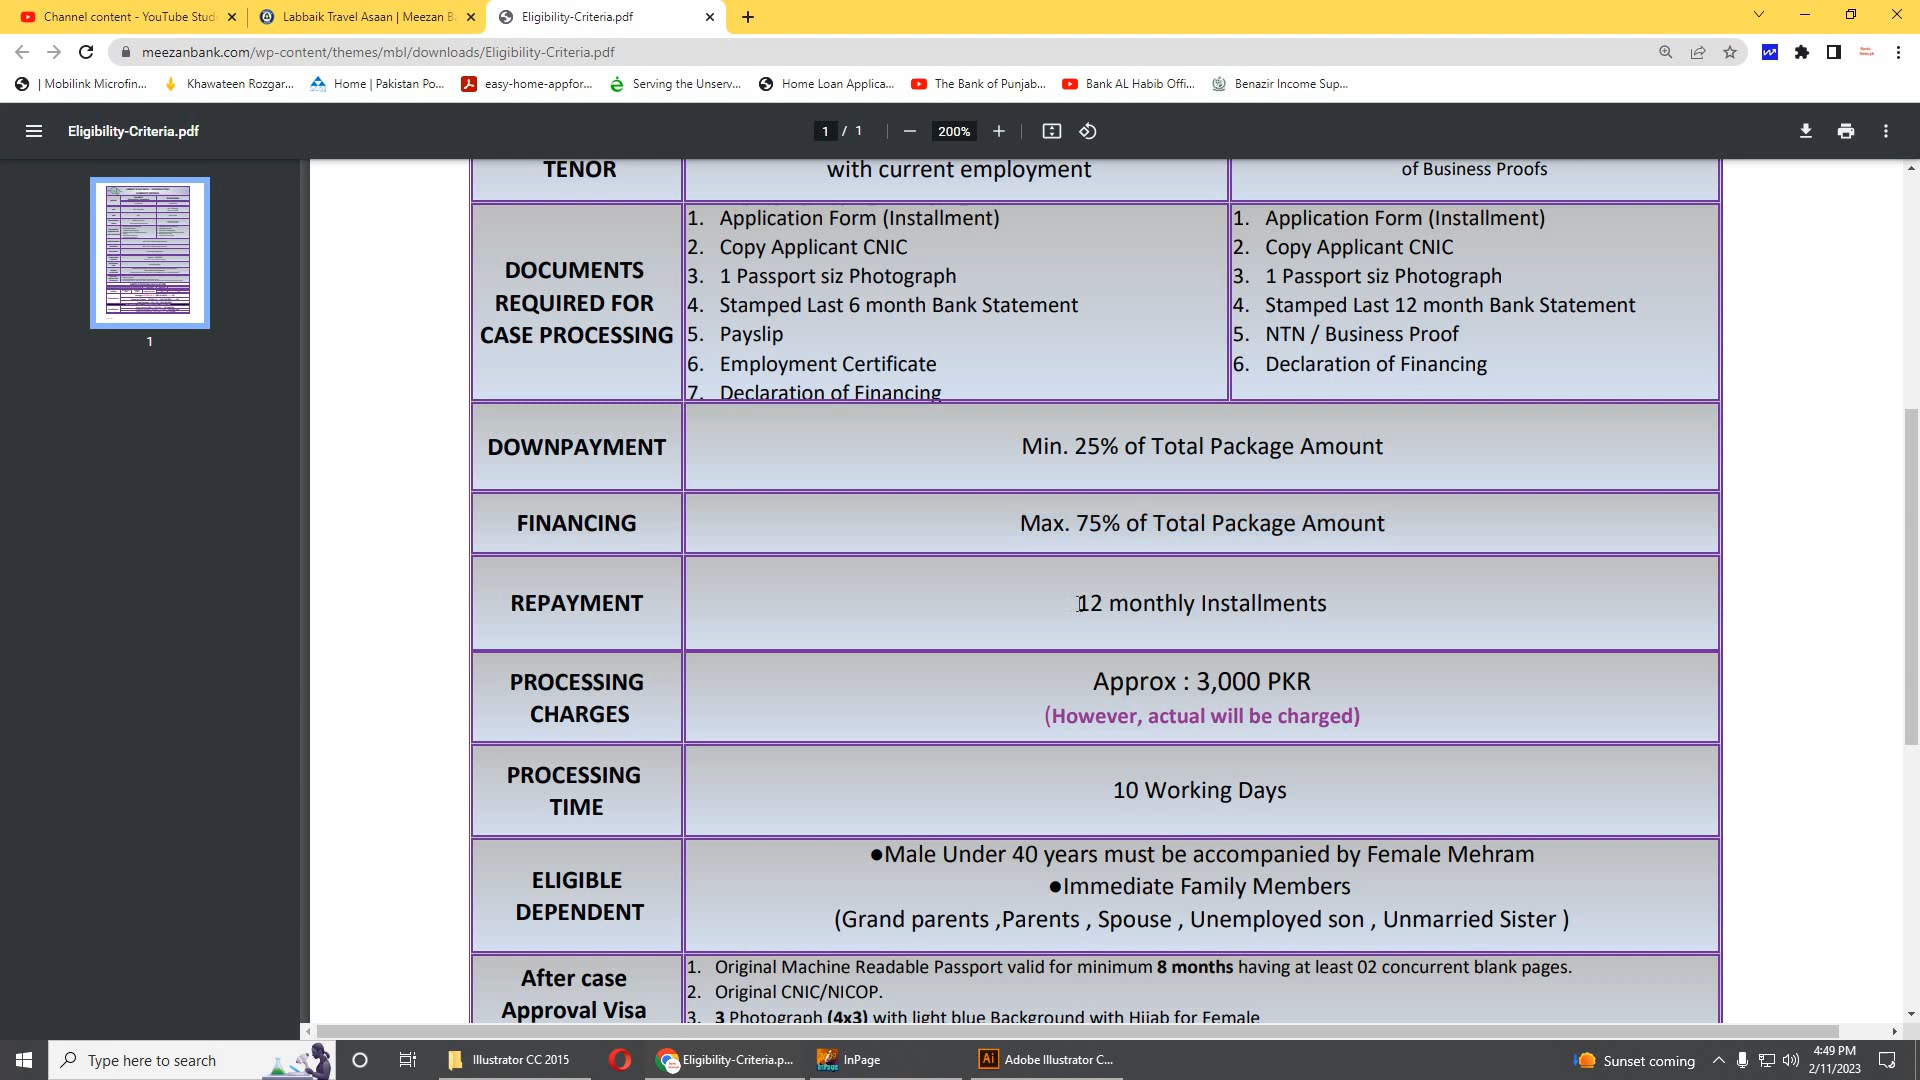 Channel content - YouTube Stud
Labbaik Travel Asaan | Meezan B
Eligibility-Criteria.pdf
meezanbank.com/wp-content/themes/mbl/downloads/Eligibility-Criteria.pdf
| Mobilink Microfin...
Khawateen Rozgar...
Home | Pakistan Po...
easy-home-appfor...
Serving the Unserv...
Home Loan Applica...
The Bank of Punjab...
Bank AL Habib Offi...
Benazir Income Sup...
Eligibility-Criteria.pdf
1 / 1
200%
1
TENOR
with current employment
of Business Proofs
DOCUMENTS
REQUIRED FOR
CASE PROCESSING
1. Application Form (Installment)
2. Copy Applicant CNIC
3. 1 Passport siz Photograph
4. Stamped Last 6 month Bank Statement
5. Payslip
6. Employment Certificate
7. Declaration of Financing
1. Application Form (Installment)
2. Copy Applicant CNIC
3. 1 Passport siz Photograph
4. Stamped Last 12 month Bank Statement
5. NTN / Business Proof
6. Declaration of Financing
DOWNPAYMENT
Min. 25% of Total Package Amount
FINANCING
Max. 75% of Total Package Amount
REPAYMENT
12 monthly Installments
PROCESSING
CHARGES
Approx : 3,000 PKR
(However, actual will be charged)
PROCESSING
TIME
10 Working Days
ELIGIBLE
DEPENDENT
●Male Under 40 years must be accompanied by Female Mehram
●Immediate Family Members
(Grand parents ,Parents , Spouse , Unemployed son , Unmarried Sister )
After case
Approval Visa
1. Original Machine Readable Passport valid for minimum 8 months having at least 02 concurrent blank pages.
2. Original CNIC/NICOP.
3. 3 Photograph (4x3) with light blue Background with Hijab for Female
Type here to search
Illustrator CC 2015
Eligibility-Criteria.p...
InPage
Adobe Illustrator C...
Sunset coming
4:49 PM
2/11/2023